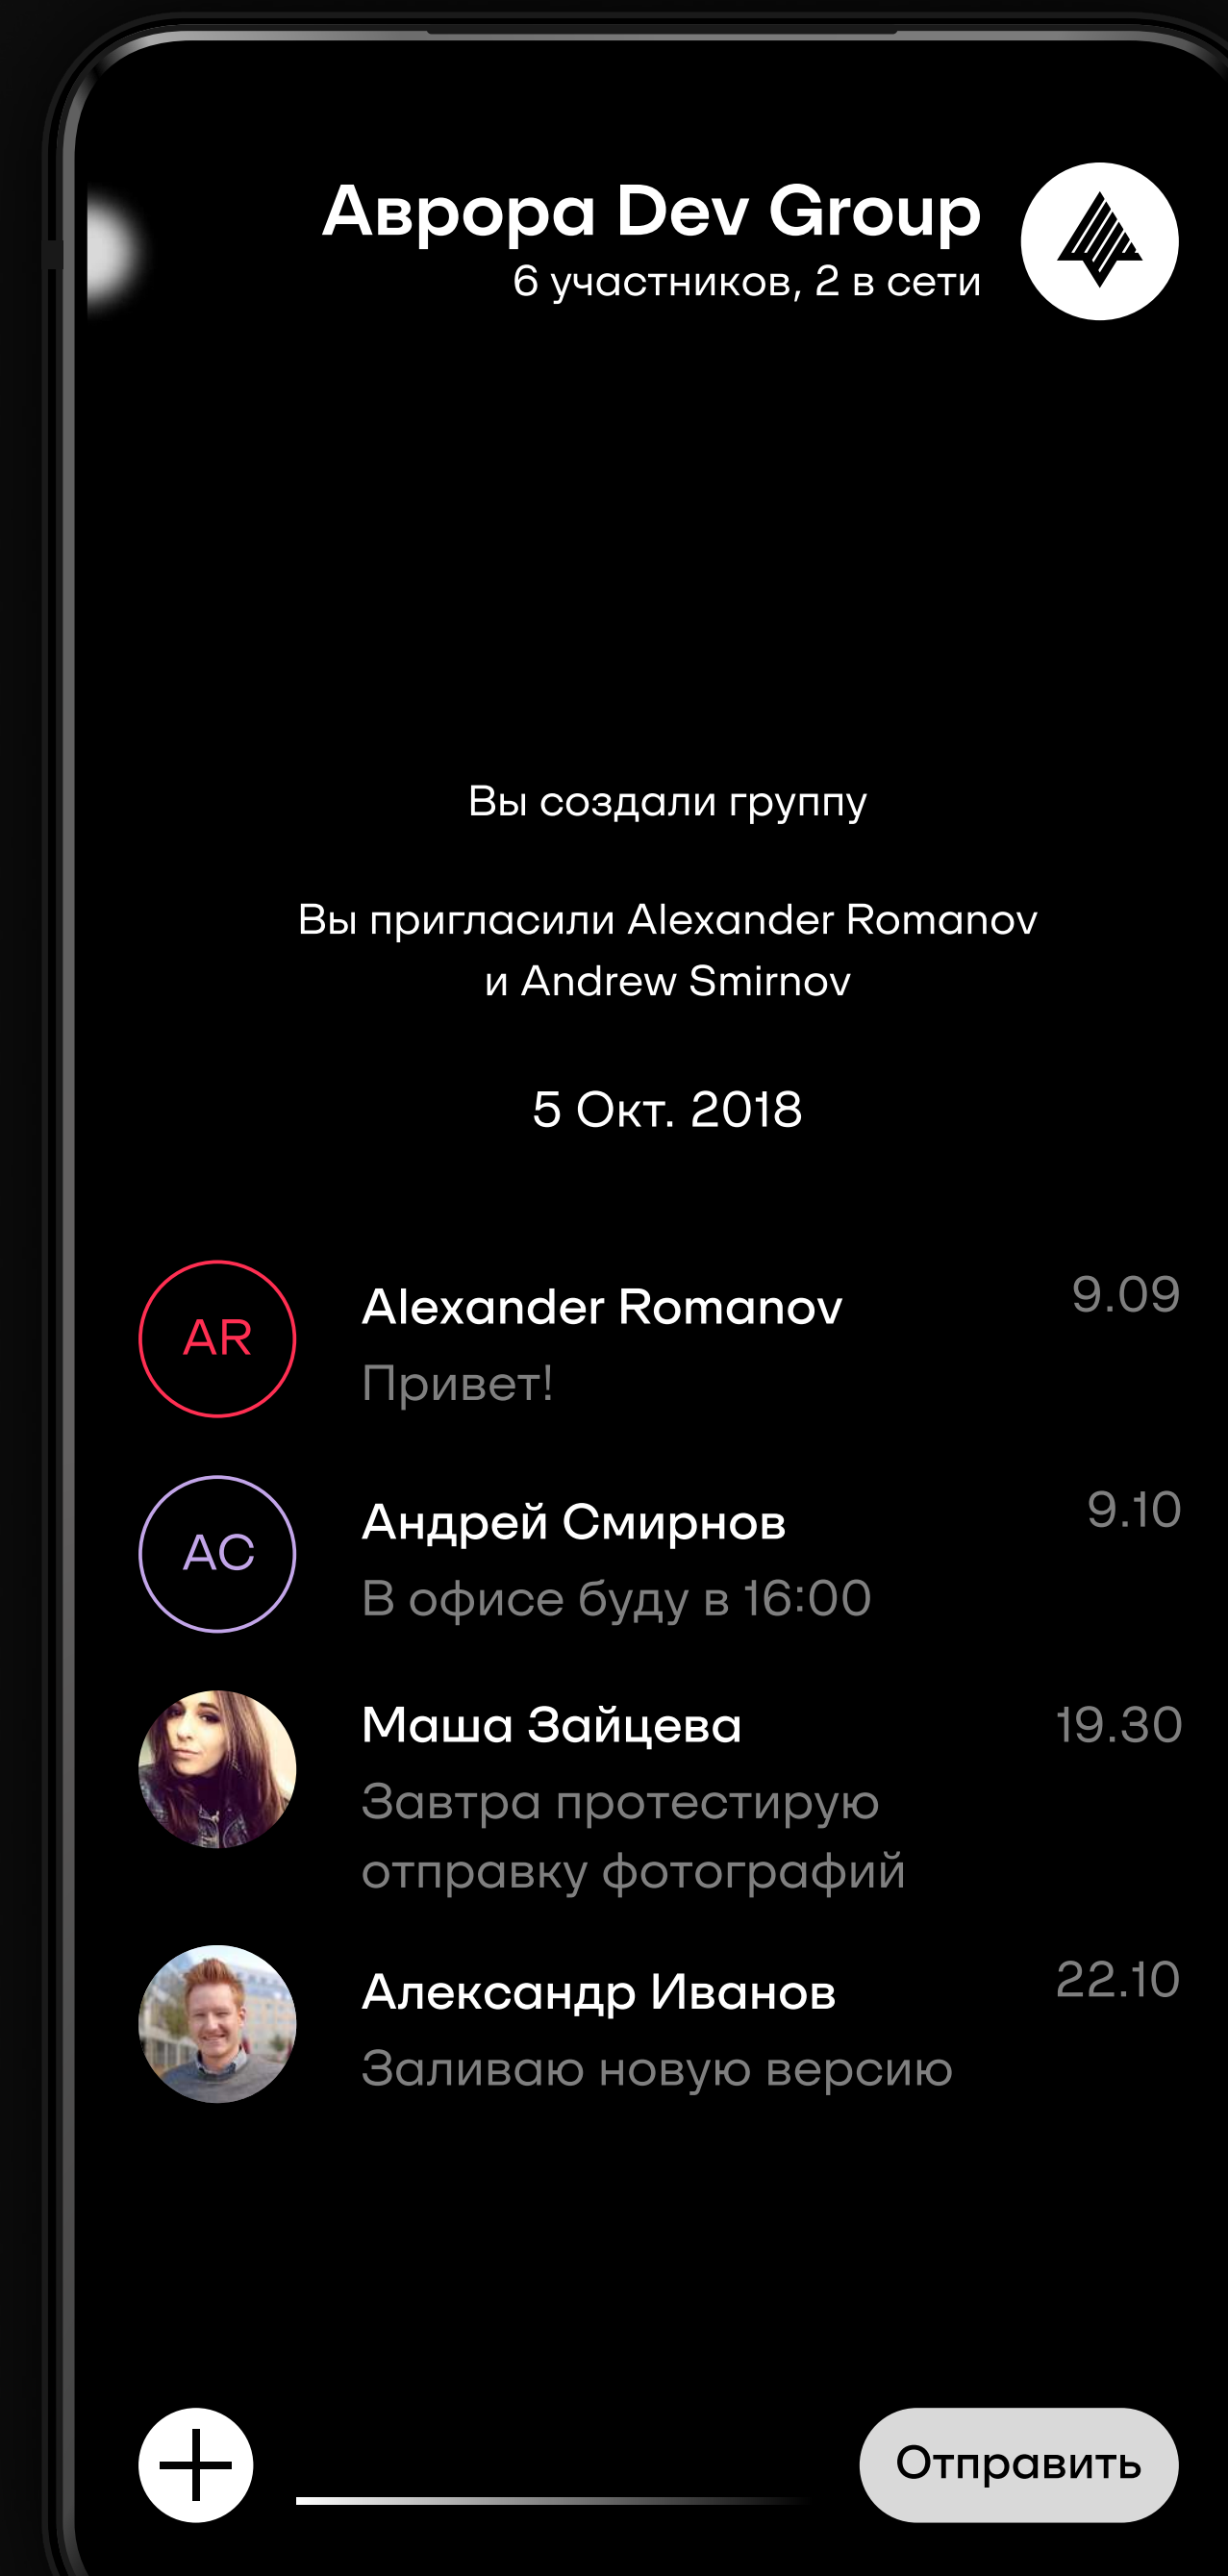 Аврора Dev Group
6 участников, 2 в сети
Вы создали группу
Вы пригласили Alexander Romanov
и Andrew Smirnov
5 Окт. 2018
AR
Alexander Romanov
9.09
Привет!
АС
Андрей Смирнов
9.10
В офисе буду в 16:00
Маша Зайцева
19.30
Завтра протестирую
отправку фотографий
Александр Иванов
22.10
Заливаю новую версию
Отправить